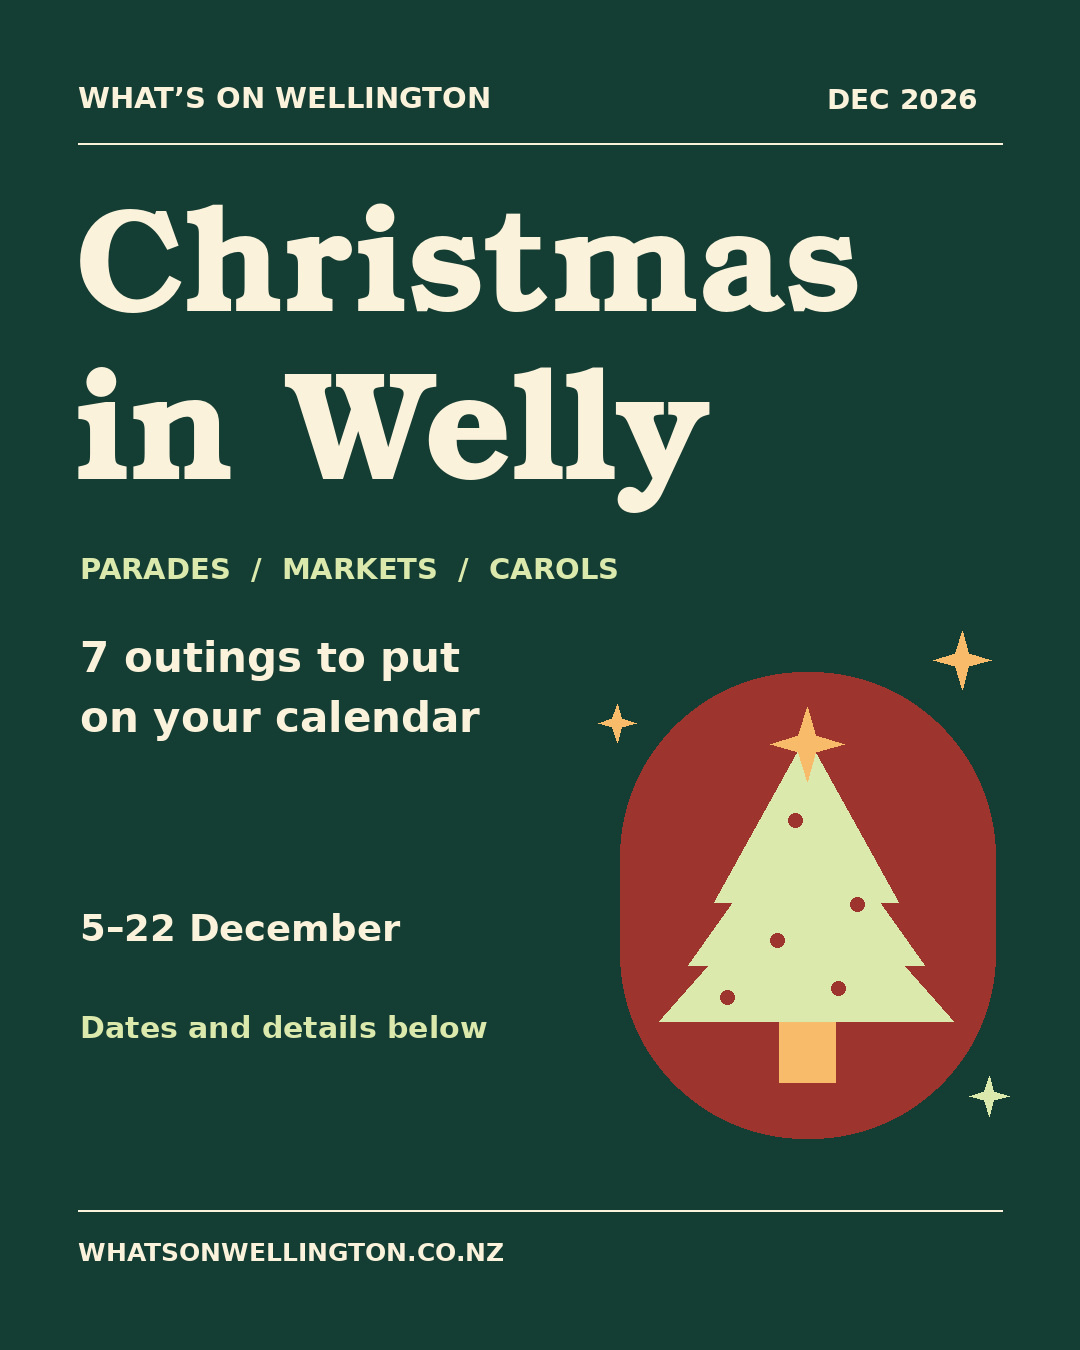 WHAT’S ON WELLINGTON
DEC 2026
Christmas
in Welly
PARADES / MARKETS / CAROLS
7 outings to put
on your calendar
5–22 December
Dates and details below
WHATSONWELLINGTON.CO.NZ